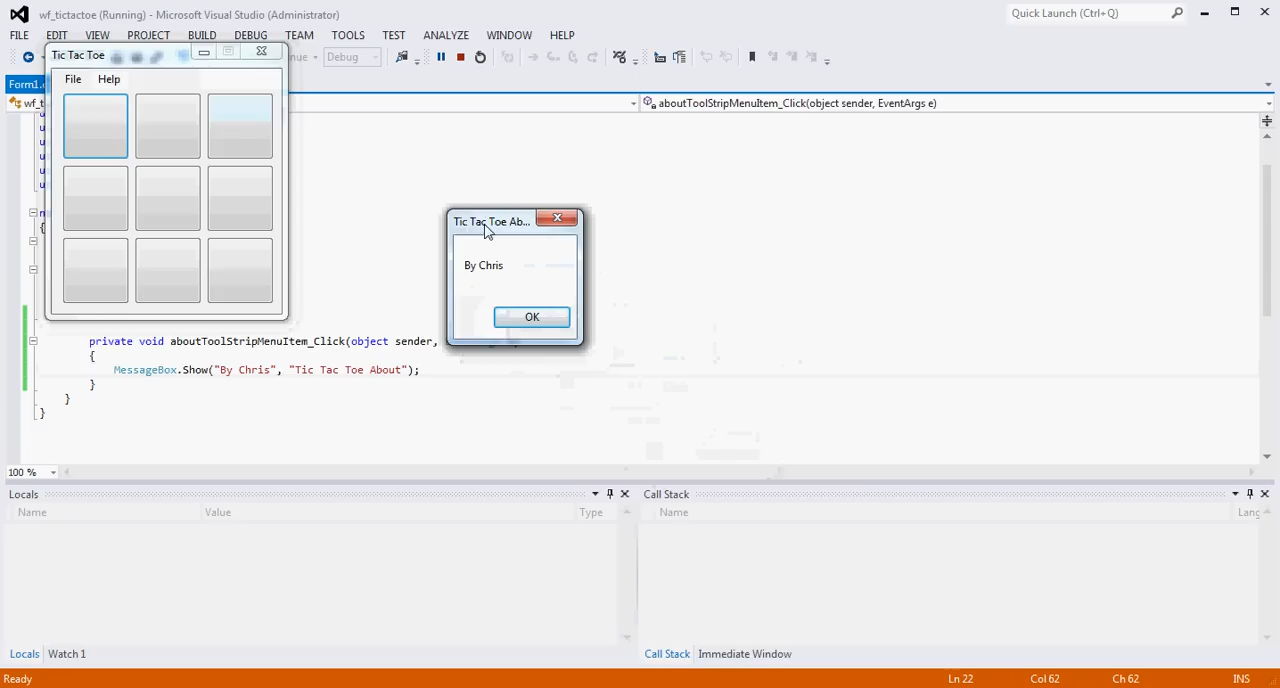 wf_tictactoe (Running) - Microsoft Visual Studio (Administrator)
Quick Launch (Ctrl+Q)
FILE EDIT VIEW PROJECT BUILD DEBUG TEAM TOOLS TEST ANALYZE WINDOW HELP
Tic Tac Toe
Debug
File Help
Form1.
wf_t
aboutToolStripMenuItem_Click(object sender, EventArgs e)
u
u
u
u
n
{
Tic Tac Toe Ab...
By Chris
OK
private void aboutToolStripMenuItem_Click(object sender,
{
MessageBox.Show("By Chris", "Tic Tac Toe About");
}
}
}
100 %
Locals
Name Value Type
Call Stack
Name Lang
Locals Watch 1
Call Stack Immediate Window
Ready Ln 22 Col 62 Ch 62 INS